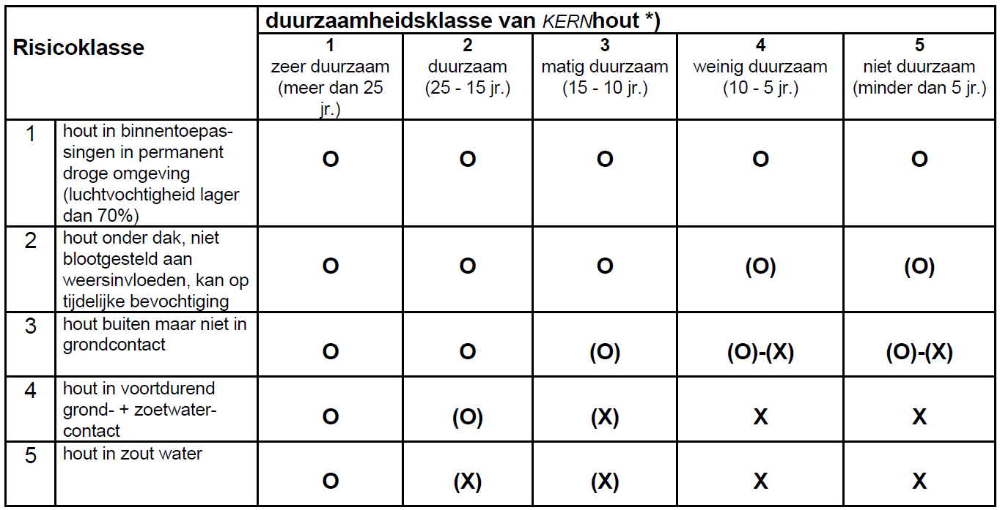 Risicoklasse
duurzaamheidsklasse van KERNhout *)
1
zeer duurzaam
(meer dan 25
jr.)
2
duurzaam
(25 - 15 jr.)
3
matig duurzaam
(15 - 10 jr.)
4
weinig duurzaam
(10 - 5 jr.)
5
niet duurzaam
(minder dan 5 jr.)
1
hout in binnentoepas-
singen in permanent
droge omgeving
(luchtvochtigheid lager
dan 70%)
O
O
O
O
O
2
hout onder dak, niet
blootgesteld aan
weersinvloeden, kan op
tijdelijke bevochtiging
O
O
O
(O)
(O)
3
hout buiten maar niet in
grondcontact
O
O
(O)
(O)-(X)
(O)-(X)
4
hout in voortdurend
grond- + zoetwater-
contact
O
(O)
(X)
X
X
5
hout in zout water
O
(X)
(X)
X
X